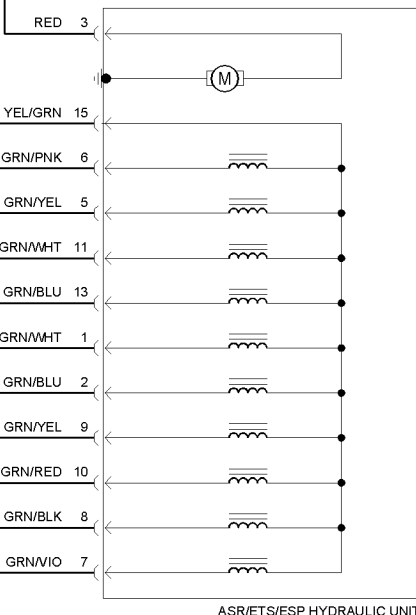 RED 3
M
YEL/GRN 15
GRN/PNK 6
GRN/YEL 5
GRN/WHT 11
GRN/BLU 13
GRN/WHT 1
GRN/BLU 2
GRN/YEL 9
GRN/RED 10
GRN/BLK 8
GRN/VIO 7
ASR/ETS/ESP HYDRAULIC UNIT